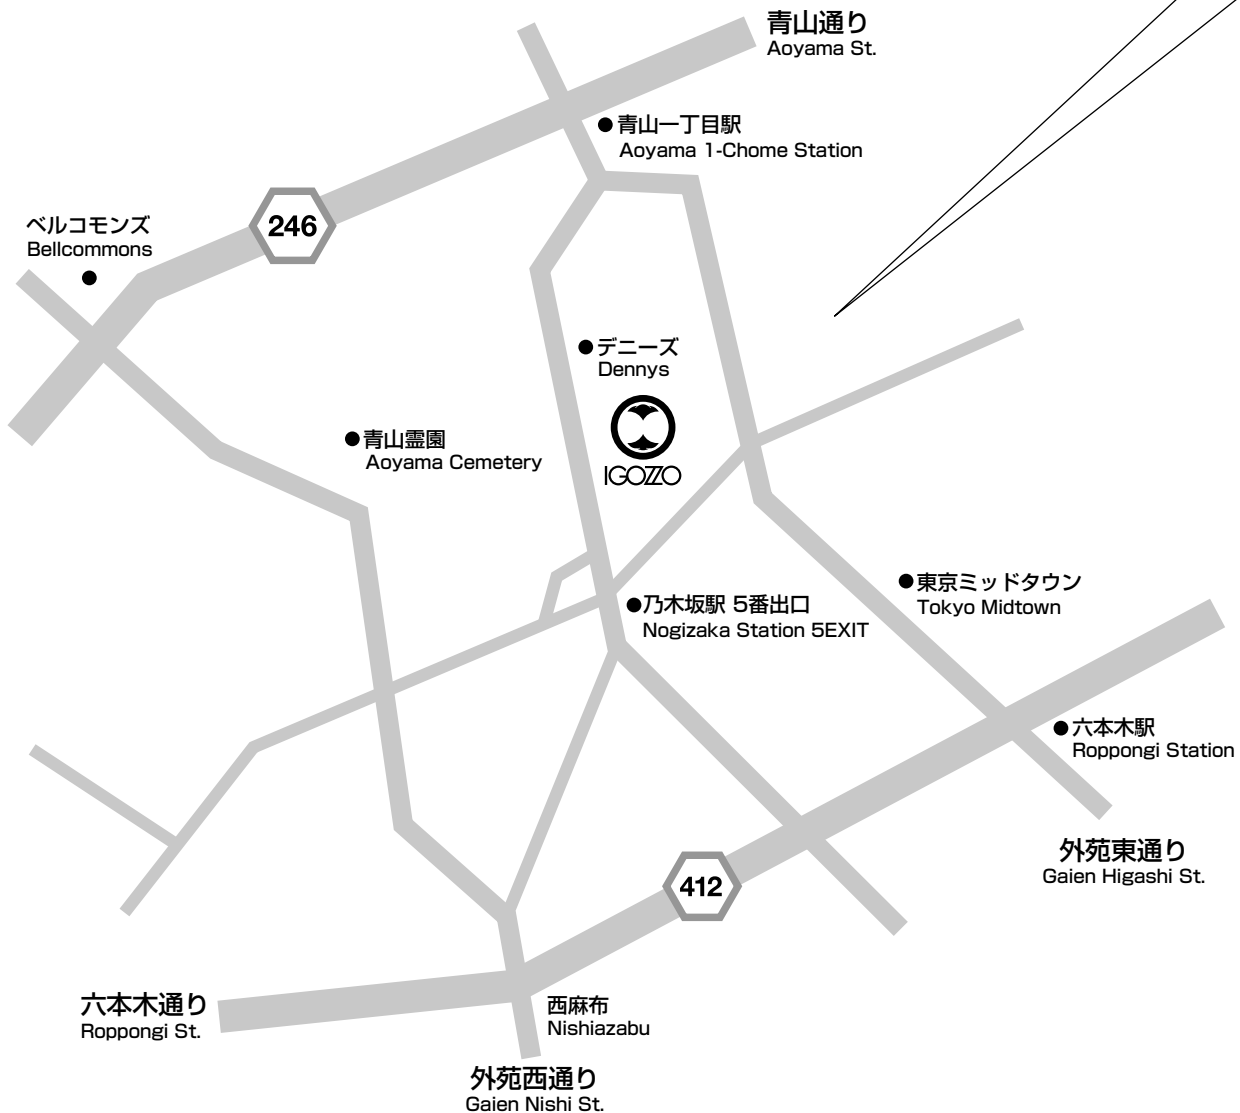 青山通り
Aoyama St.
青山一丁目駅
Aoyama 1-Chome Station
246
ベルコモンズ
Bellcommons
デニーズ
Dennys
青山霊園
Aoyama Cemetery
IGOZZO
東京ミッドタウン
Tokyo Midtown
乃木坂駅 5番出口
Nogizaka Station 5EXIT
六本木駅
Roppongi Station
外苑東通り
Gaien Higashi St.
412
六本木通り
Roppongi St.
西麻布
Nishiazabu
外苑西通り
Gaien Nishi St.